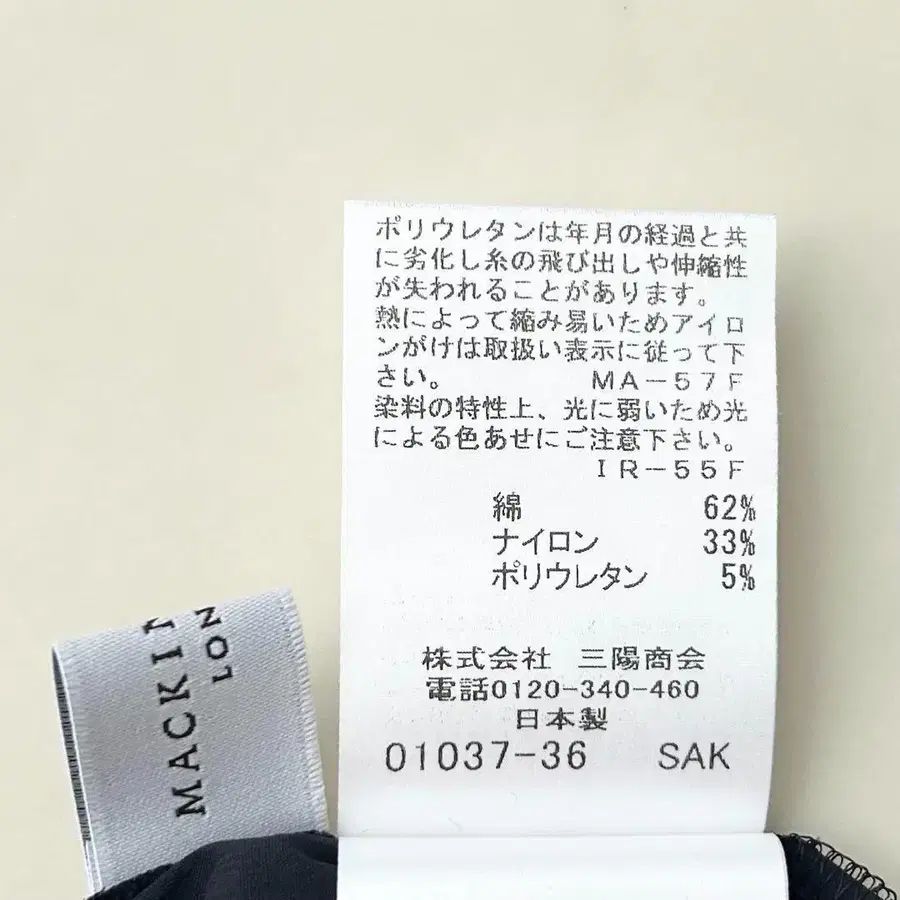 ポリウレタンは年月の経過と共
に劣化し糸の飛び出しや伸縮性
が失われることがあります。
熱によって縮み易いためアイロ
ンがけは取扱い表示に従って下
さい。 MA-57F
染料の特性上、光に弱いため光
による色あせにご注意下さい。
IR-55F
綿 62%
ナイロン 33%
ポリウレタン 5%
株式会社 三陽商会
電話0120-340-460
日本製
01037-36 SAK
MACKIN
LON